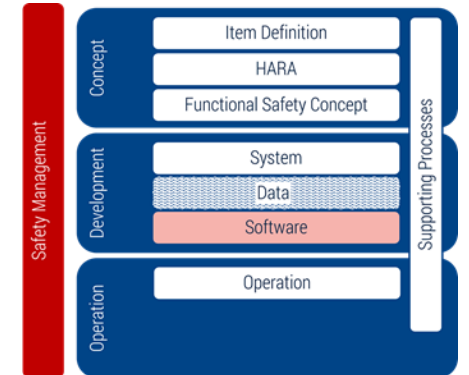 Safety Management
Concept
Item Definition
HARA
Functional Safety Concept
Development
System
Data
Software
Operation
Operation
Supporting Processes